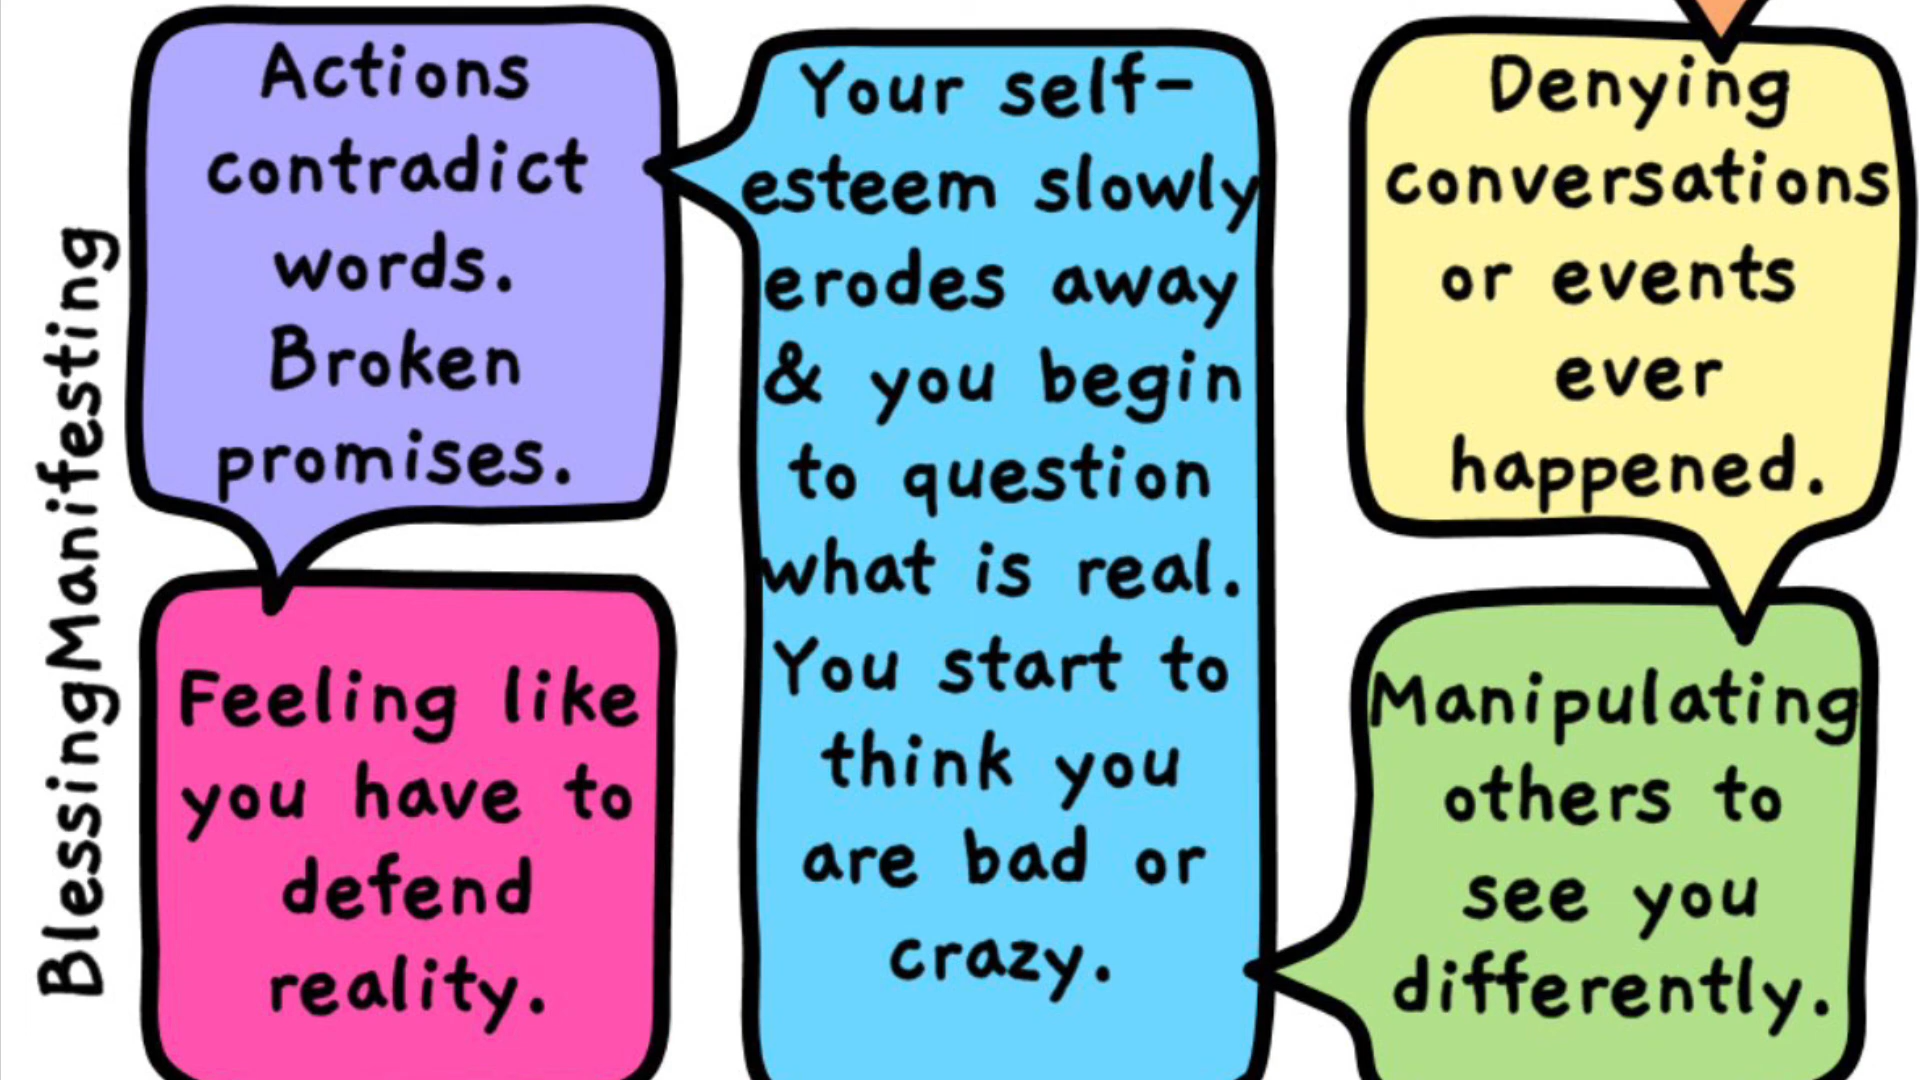 BlessingManifesting
Actions
contradict
words.
Broken
promises.
Feeling like
you have to
defend
reality.
Your self-
esteem slowly
erodes away
& you begin
to question
what is real.
You start to
think you
are bad or
crazy.
Denying
conversations
or events
ever
happened.
Manipulating
others to
see you
differently.